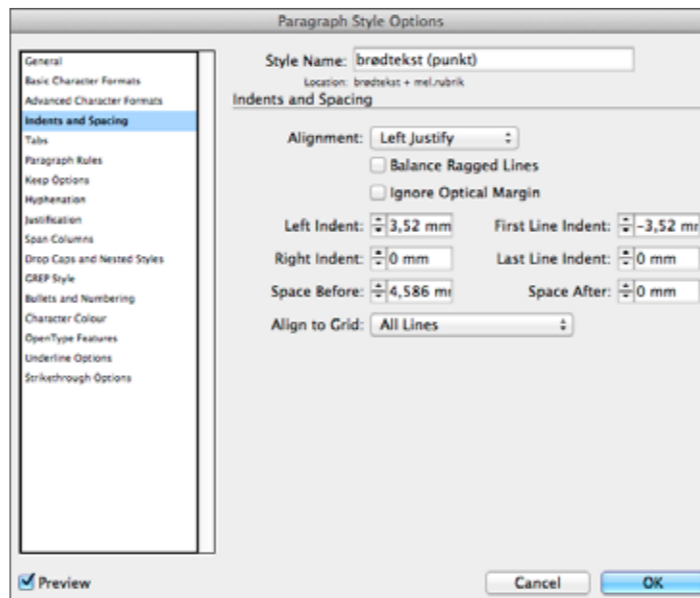 Paragraph Style Options
General
Basic Character Formats
Advanced Character Formats
Indents and Spacing
Tabs
Paragraph Rules
Keep Options
Hyphenation
Justification
Span Columns
Drop Caps and Nested Styles
GREP Style
Bullets and Numbering
Character Colour
OpenType Features
Underline Options
Strikethrough Options
Style Name: brødtekst (punkt)
Location: brødtekst + mel.rubrik
Indents and Spacing
Alignment: Left Justify
Balance Ragged Lines
Ignore Optical Margin
Left Indent: 3,52 mm First Line Indent: -3,52 mm
Right Indent: 0 mm Last Line Indent: 0 mm
Space Before: 4,586 m Space After: 0 mm
Align to Grid: All Lines
Preview Cancel OK